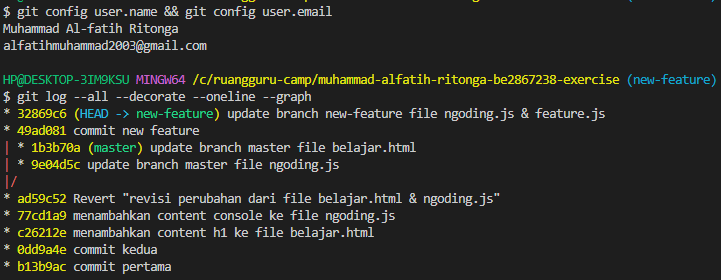 $ git config user.name && git config user.email
Muhammad Al-fatih Ritonga
alfatihmuhammad2003@gmail.com
HP@DESKTOP-3IM9KSU MINGW64 /c/ruangguru-camp/muhammad-alfatih-ritonga-be2867238-exercise (new-feature)
$ git log --all --decorate --oneline --graph
* 32869c6 (HEAD -> new-feature) update branch new-feature file ngoding.js & feature.js
* 49ad081 commit new feature
| * 1b3b70a (master) update branch master file belajar.html
| * 9e04d5c update branch master file ngoding.js
|/
* ad59c52 Revert "revisi perubahan dari file belajar.html & ngoding.js"
* 77cd1a9 menambahkan content console ke file ngoding.js
* c26212e menambahkan content h1 ke file belajar.html
* 0dd9a4e commit kedua
* b13b9ac commit pertama